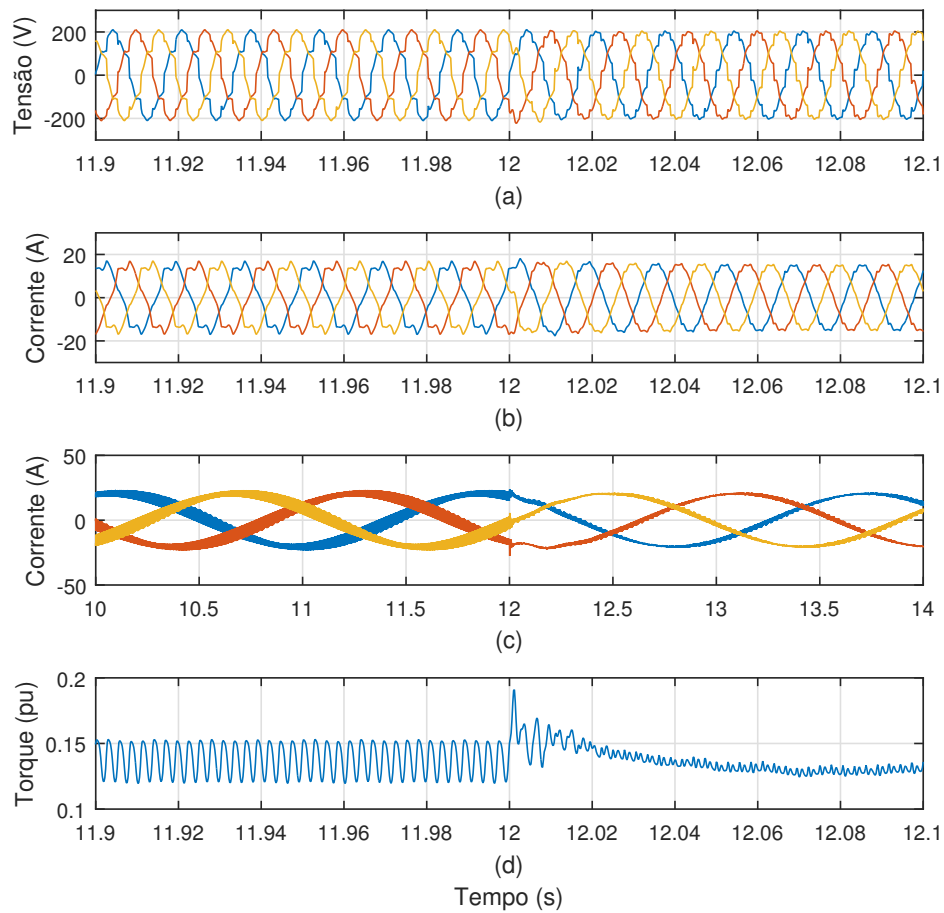 Tensão (V)
200
0
-200
11.9 11.92 11.94 11.96 11.98 12 12.02 12.04 12.06 12.08 12.1
(a)
Corrente (A)
20
0
-20
11.9 11.92 11.94 11.96 11.98 12 12.02 12.04 12.06 12.08 12.1
(b)
Corrente (A)
50
0
-50
10 10.5 11 11.5 12 12.5 13 13.5 14
(c)
Torque (pu)
0.2
0.15
0.1
11.9 11.92 11.94 11.96 11.98 12 12.02 12.04 12.06 12.08 12.1
(d)
Tempo (s)